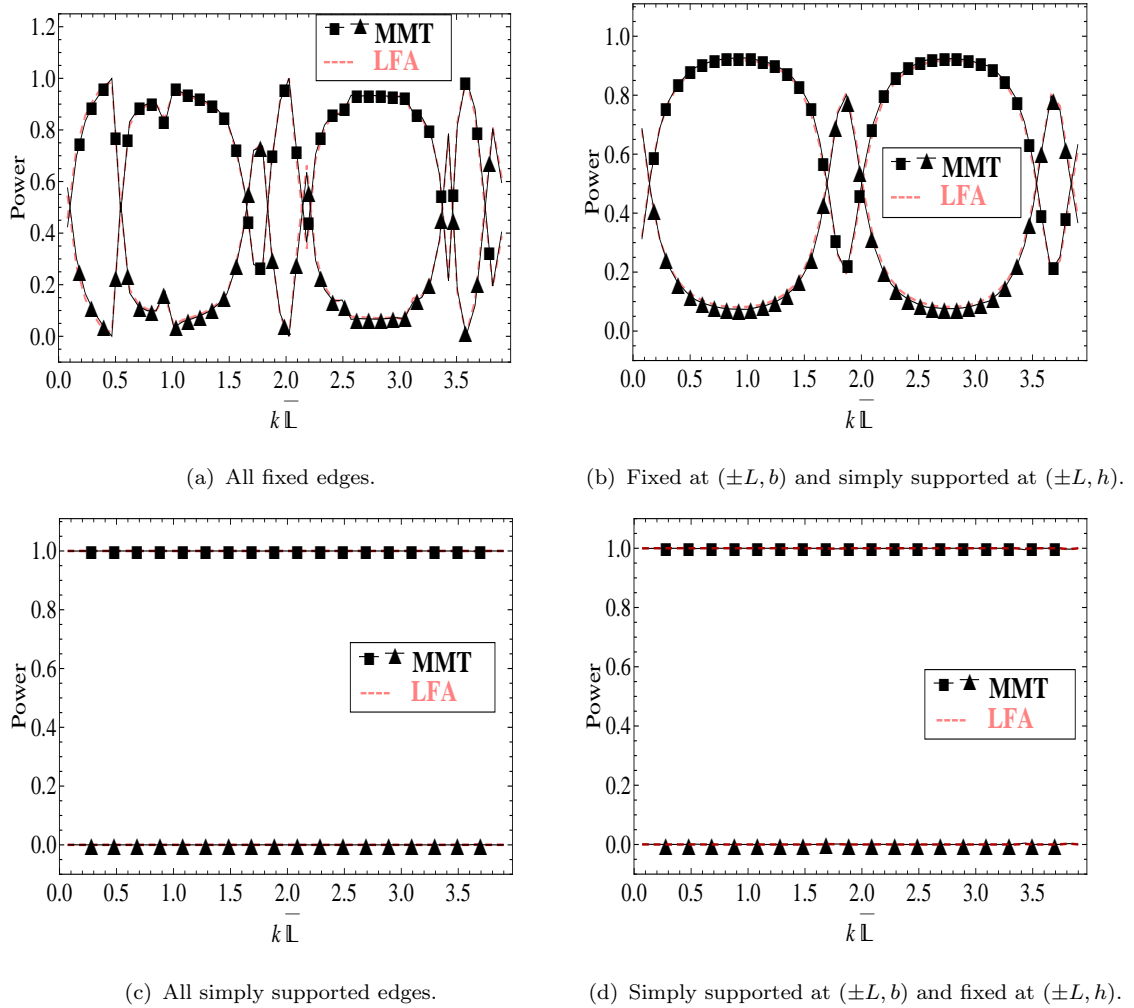 1.2
1.0
0.8
0.6
0.4
0.2
0.0
Power
MMT
LFA
0.0 0.5 1.0 1.5 2.0 2.5 3.0 3.5
k 𝕃̅
(a) All fixed edges.
1.0
0.8
0.6
0.4
0.2
0.0
Power
MMT
LFA
0.0 0.5 1.0 1.5 2.0 2.5 3.0 3.5
k 𝕃̅
(b) Fixed at (±L, b) and simply supported at (±L, h).
1.0
0.8
0.6
0.4
0.2
0.0
Power
MMT
LFA
0.0 0.5 1.0 1.5 2.0 2.5 3.0 3.5
k 𝕃̅
(c) All simply supported edges.
1.0
0.8
0.6
0.4
0.2
0.0
Power
MMT
LFA
0.0 0.5 1.0 1.5 2.0 2.5 3.0 3.5
k 𝕃̅
(d) Simply supported at (±L, b) and fixed at (±L, h).